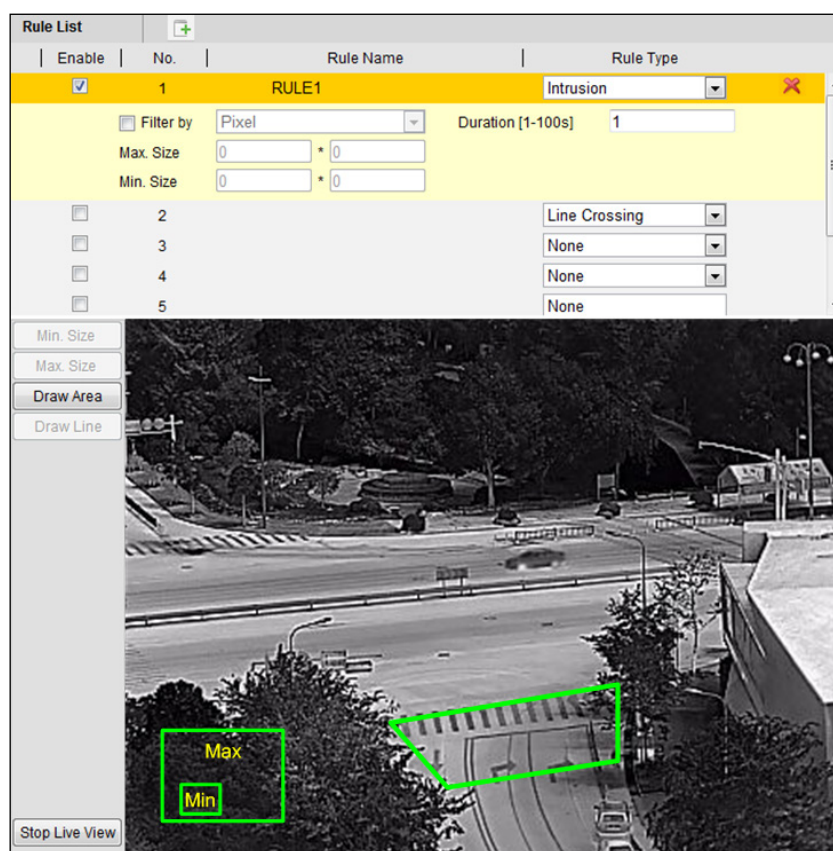 Rule List
Enable No. Rule Name Rule Type
1 RULE1 Intrusion
Filter by Pixel Duration [1-100s] 1
Max. Size 0 * 0
Min. Size 0 * 0
2 Line Crossing
3 None
4 None
5 None
Min. Size
Max. Size
Draw Area
Draw Line
Max
Min
Stop Live View